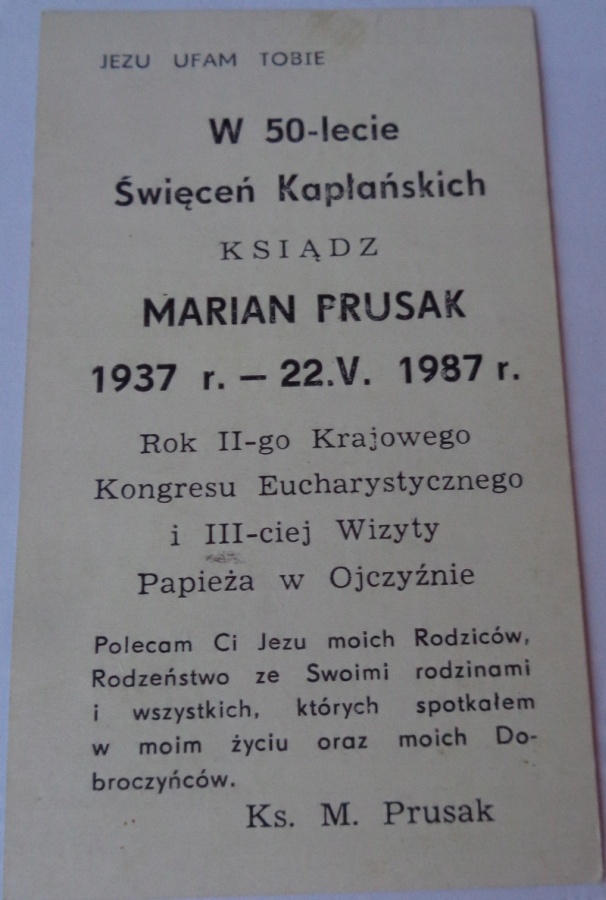 JEZU UFAM TOBIE
W 50-lecie
Święceń Kapłańskich
KSIĄDZ
MARIAN PRUSAK
1937 r. — 22.V. 1987 r.
Rok II-go Krajowego
Kongresu Eucharystycznego
i III-ciej Wizyty
Papieża w Ojczyźnie
Polecam Ci Jezu moich Rodziców,
Rodzeństwo ze Swoimi rodzinami
i wszystkich, których spotkałem
w moim życiu oraz moich Do-
broczyńców.
Ks. M. Prusak